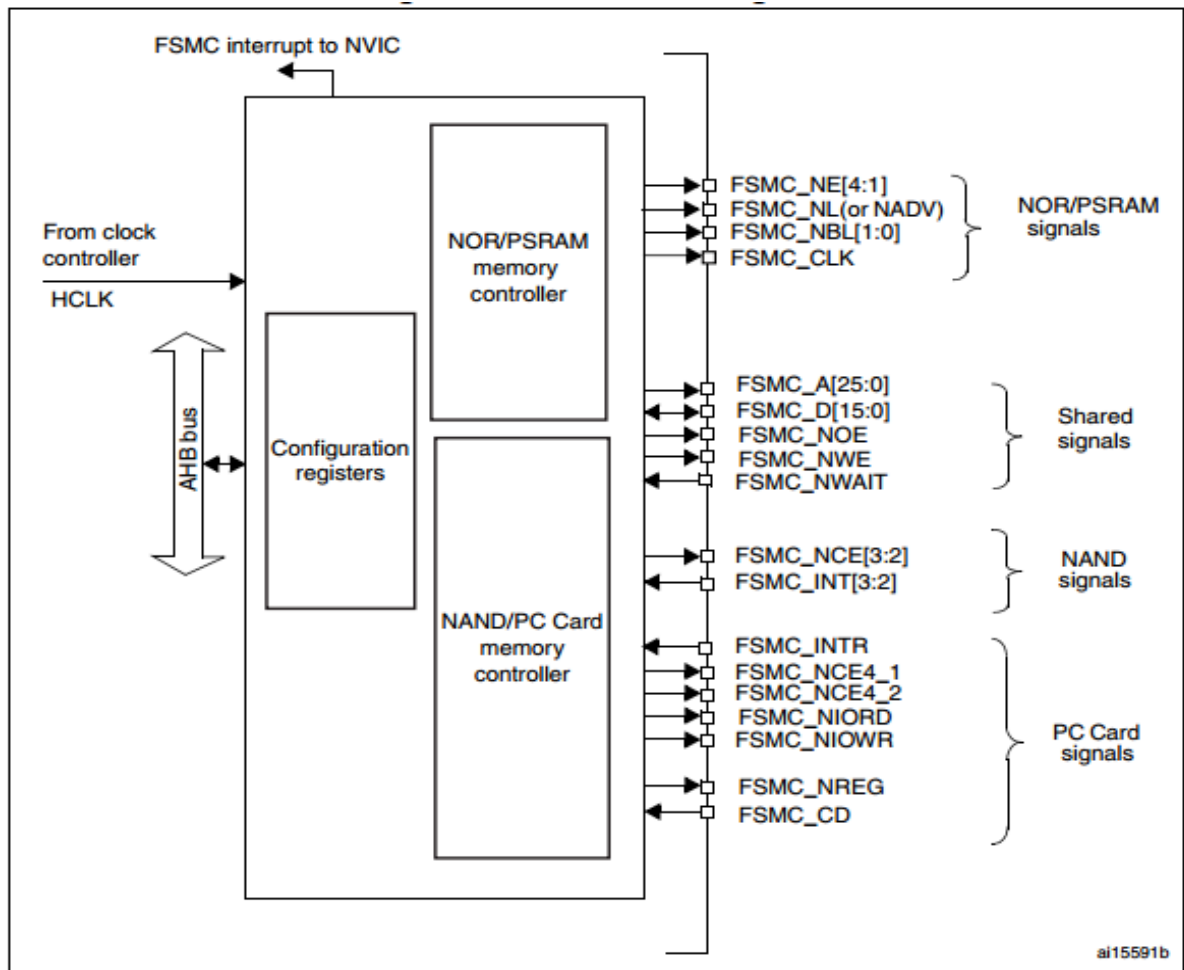 FSMC interrupt to NVIC
From clock
controller
HCLK
AHB bus
Configuration
registers
NOR/PSRAM
memory
controller
NAND/PC Card
memory
controller
FSMC_NE[4:1]
FSMC_NL(or NADV)
FSMC_NBL[1:0]
FSMC_CLK
NOR/PSRAM
signals
FSMC_A[25:0]
FSMC_D[15:0]
FSMC_NOE
FSMC_NWE
FSMC_NWAIT
Shared
signals
FSMC_NCE[3:2]
FSMC_INT[3:2]
NAND
signals
FSMC_INTR
FSMC_NCE4_1
FSMC_NCE4_2
FSMC_NIORD
FSMC_NIOWR
FSMC_NREG
FSMC_CD
PC Card
signals
ai15591b